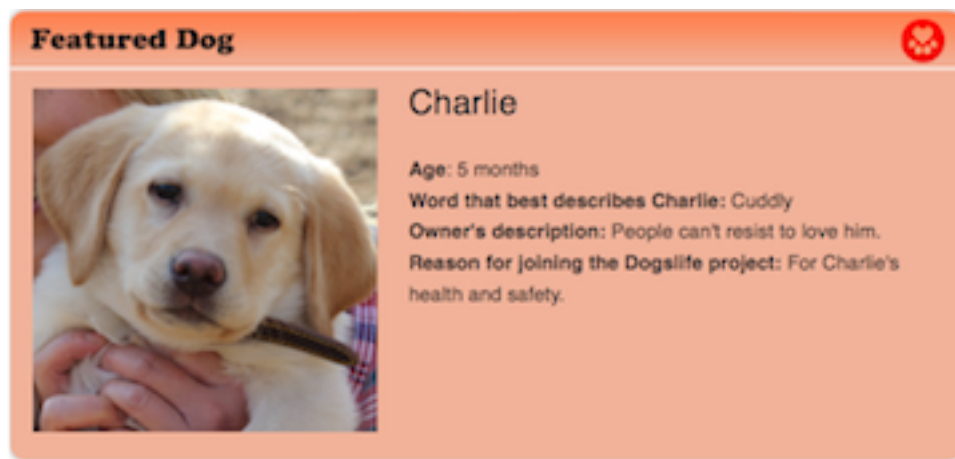 Featured Dog
Charlie
Age: 5 months
Word that best describes Charlie: Cuddly
Owner's description: People can't resist to love him.
Reason for joining the Dogslife project: For Charlie's
health and safety.